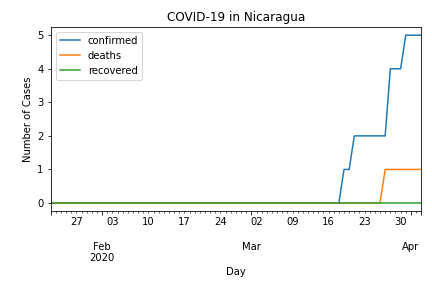 COVID-19 in Nicaragua
confirmed
deaths
recovered
Number of Cases
5
4
3
2
1
0
27 03 10 17 24 02 09 16 23 30
Feb Mar Apr
2020
Day